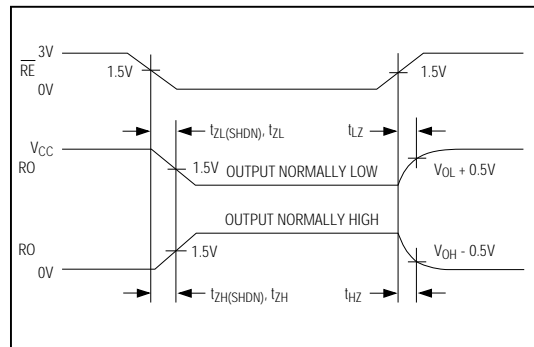 3V
RE
1.5V
1.5V
0V
tZL(SHDN), tZL
tLZ
VCC
RO
1.5V
OUTPUT NORMALLY LOW
VOL + 0.5V
OUTPUT NORMALLY HIGH
RO
1.5V
VOH - 0.5V
0V
tZH(SHDN), tZH
tHZ